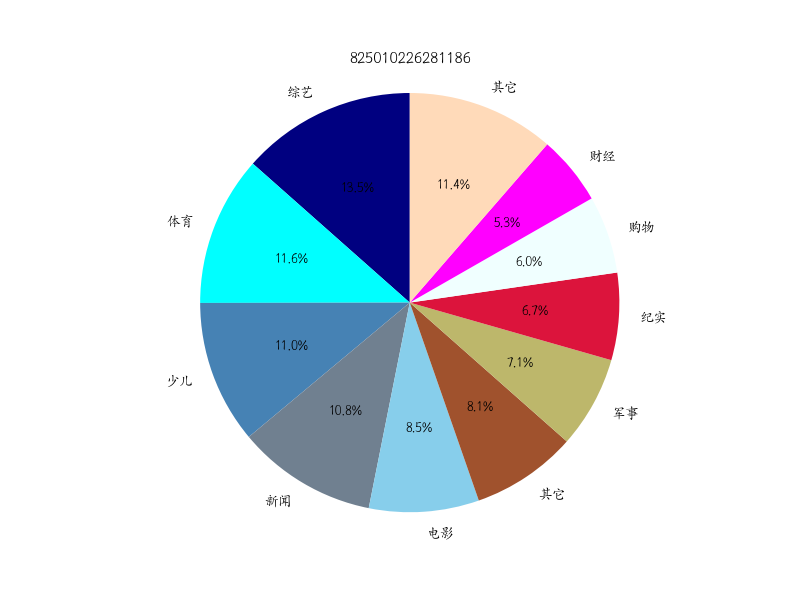 825010226281186
综艺
13.5%
体育
11.6%
少儿
11.0%
新闻
10.8%
电影
8.5%
其它
8.1%
军事
7.1%
纪实
6.7%
购物
6.0%
财经
5.3%
其它
11.4%